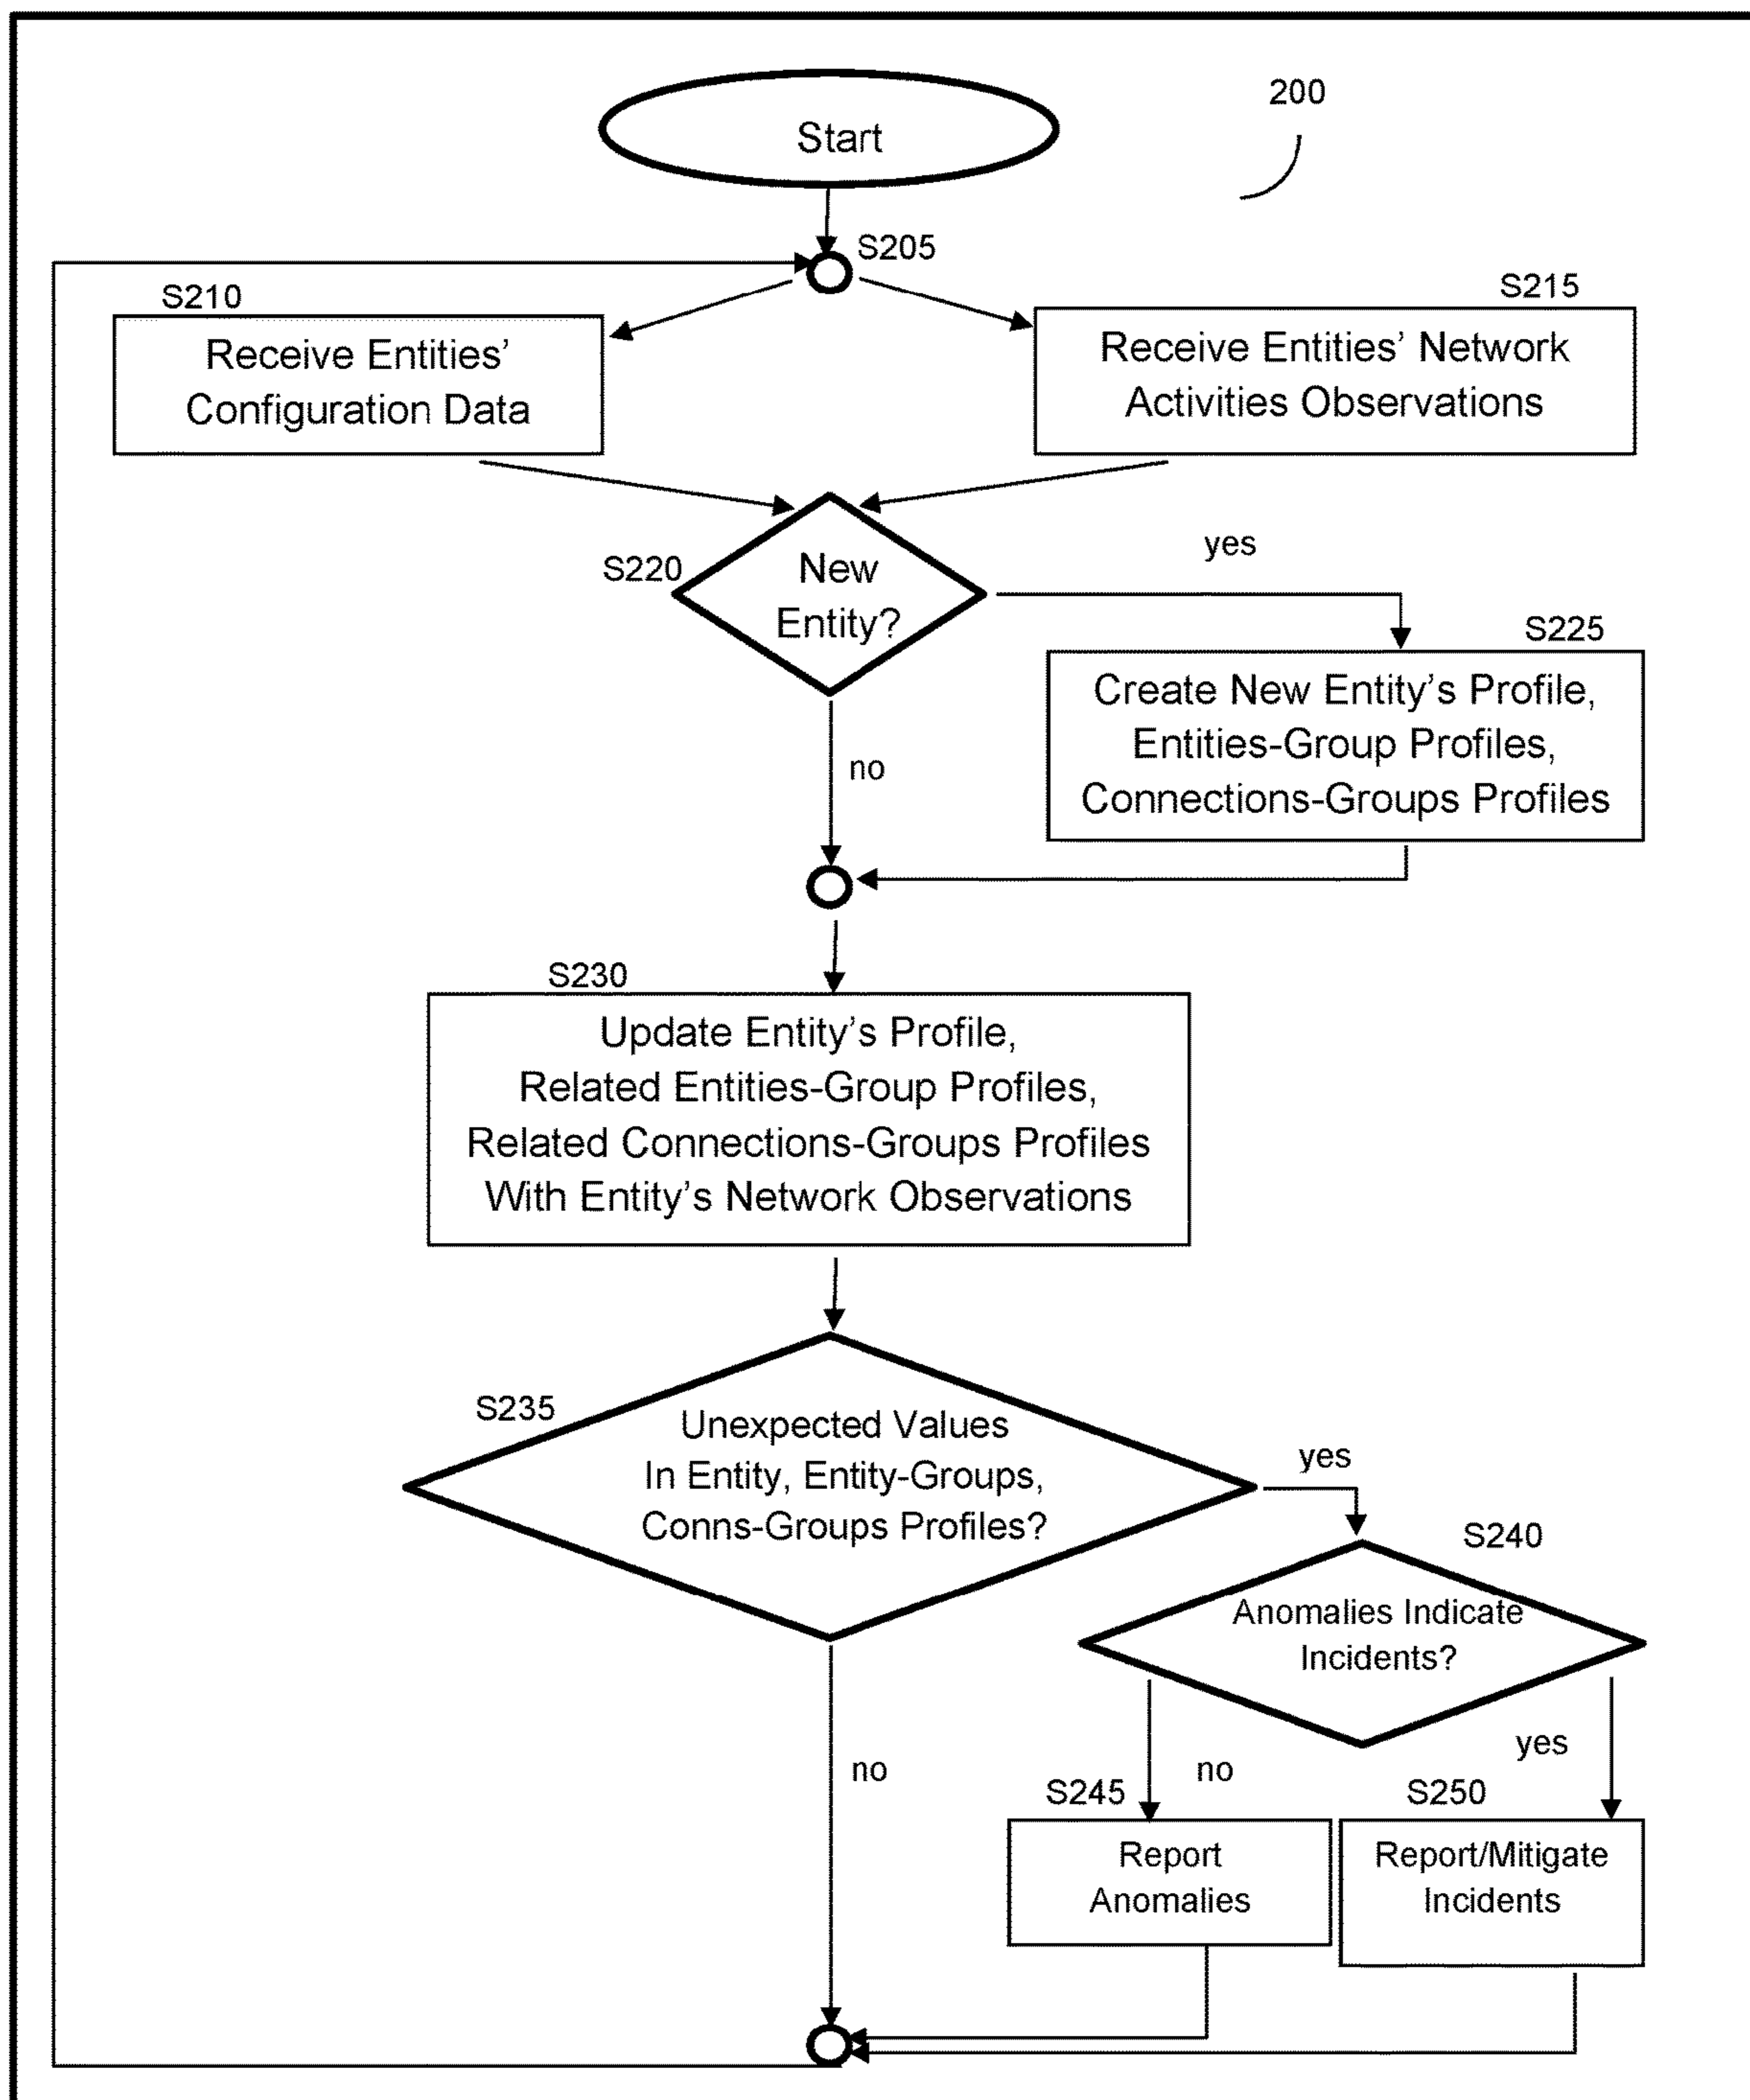 200
Start
S205
S210
S215
Receive Entities’
Configuration Data
Receive Entities’ Network
Activities Observations
S220
New
Entity?
yes
S225
Create New Entity’s Profile,
Entities-Group Profiles,
Connections-Groups Profiles
no
S230
Update Entity’s Profile,
Related Entities-Group Profiles,
Related Connections-Groups Profiles
With Entity’s Network Observations
S235
Unexpected Values
In Entity, Entity-Groups,
Conns-Groups Profiles?
yes
S240
Anomalies Indicate
Incidents?
no
no
yes
S245
S250
Report
Anomalies
Report/Mitigate
Incidents